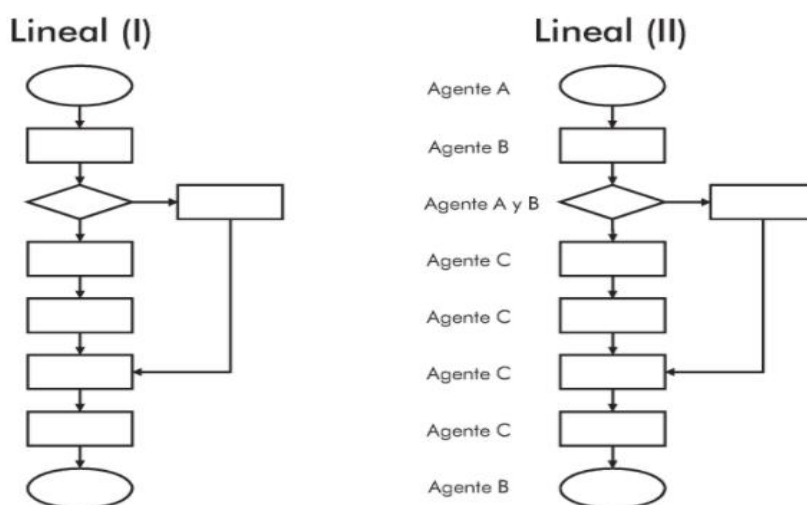 Lineal (I)
Lineal (II)
Agente A
Agente B
Agente A y B
Agente C
Agente C
Agente C
Agente C
Agente B